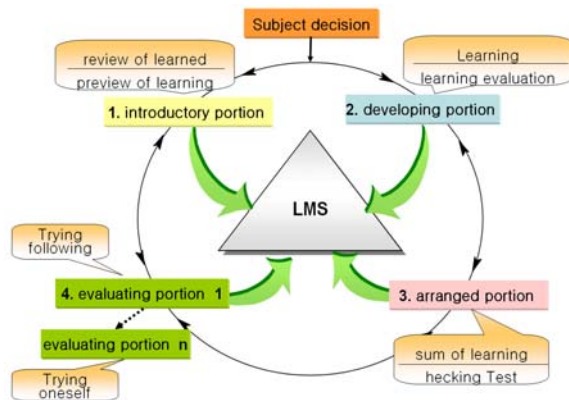 Subject decision
review of learned
preview of learning
1. introductory portion
Learning
learning evaluation
2. developing portion
LMS
Trying
following
4. evaluating portion 1
evaluating portion n
Trying
oneself
3. arranged portion
sum of learning
hecking Test